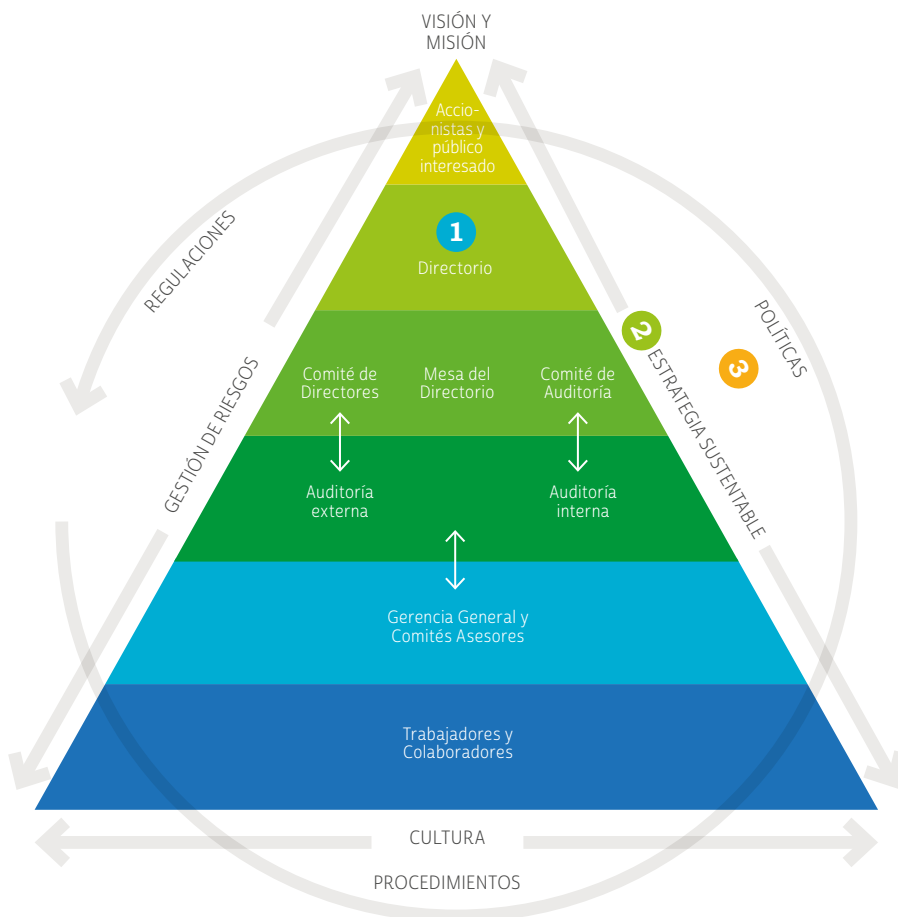 VISIÓN Y
MISIÓN
Accio-
nistas y
público
interesado
1
Directorio
REGULACIONES
POLÍTICAS
2
3
GESTIÓN DE RIESGOS
ESTRATEGIA SUSTENTABLE
Comité de
Directores
Mesa del
Directorio
Comité de
Auditoría
Auditoría
externa
Auditoría
interna
Gerencia General y
Comités Asesores
Trabajadores y
Colaboradores
CULTURA
PROCEDIMIENTOS